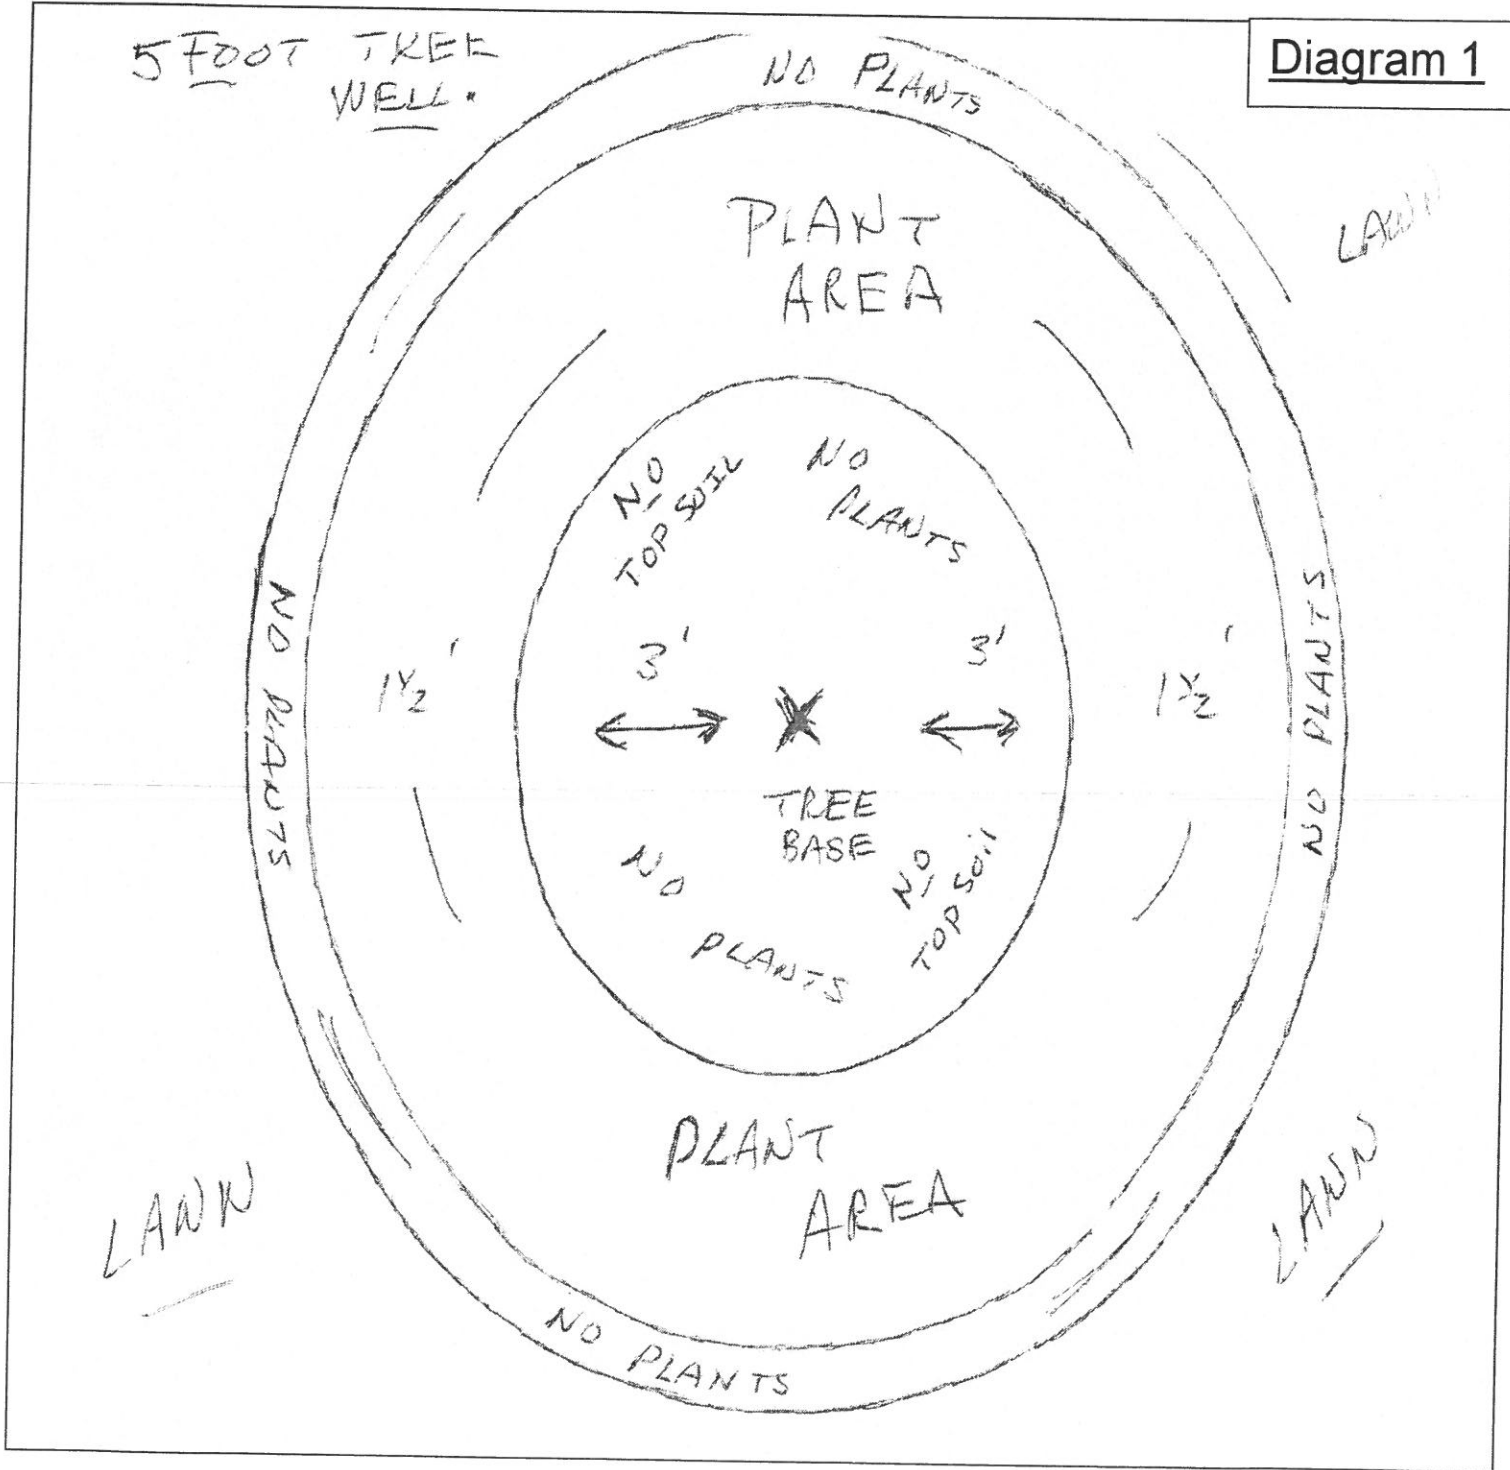 5 FOOT TREE
WELL.
Diagram 1
NO PLANTS
LAWN
PLANT
AREA
NO
TOP SOIL
NO
PLANTS
NO PLANTS
1½'
3'
3'
1½'
NO PLANTS
TREE
BASE
NO
PLANTS
NO
TOP SOil
PLANT
AREA
LAWN
LAWN
NO PLANTS